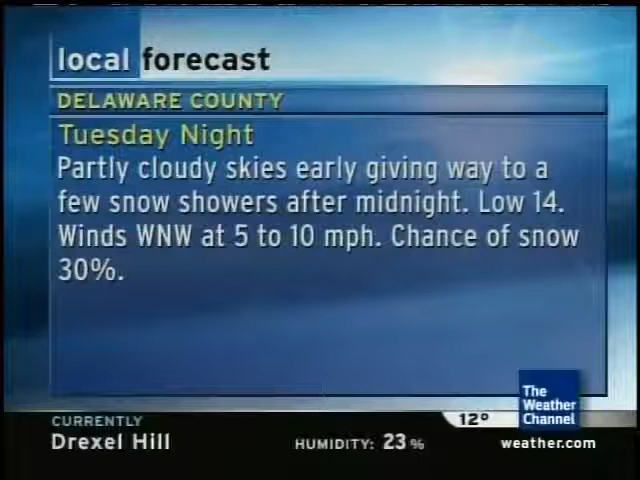 local forecast
DELAWARE COUNTY
Tuesday Night
Partly cloudy skies early giving way to a
few snow showers after midnight. Low 14.
Winds WNW at 5 to 10 mph. Chance of snow
30%.
The
Weather
Channel
CURRENTLY
12°
Drexel Hill
HUMIDITY: 23%
weather.com